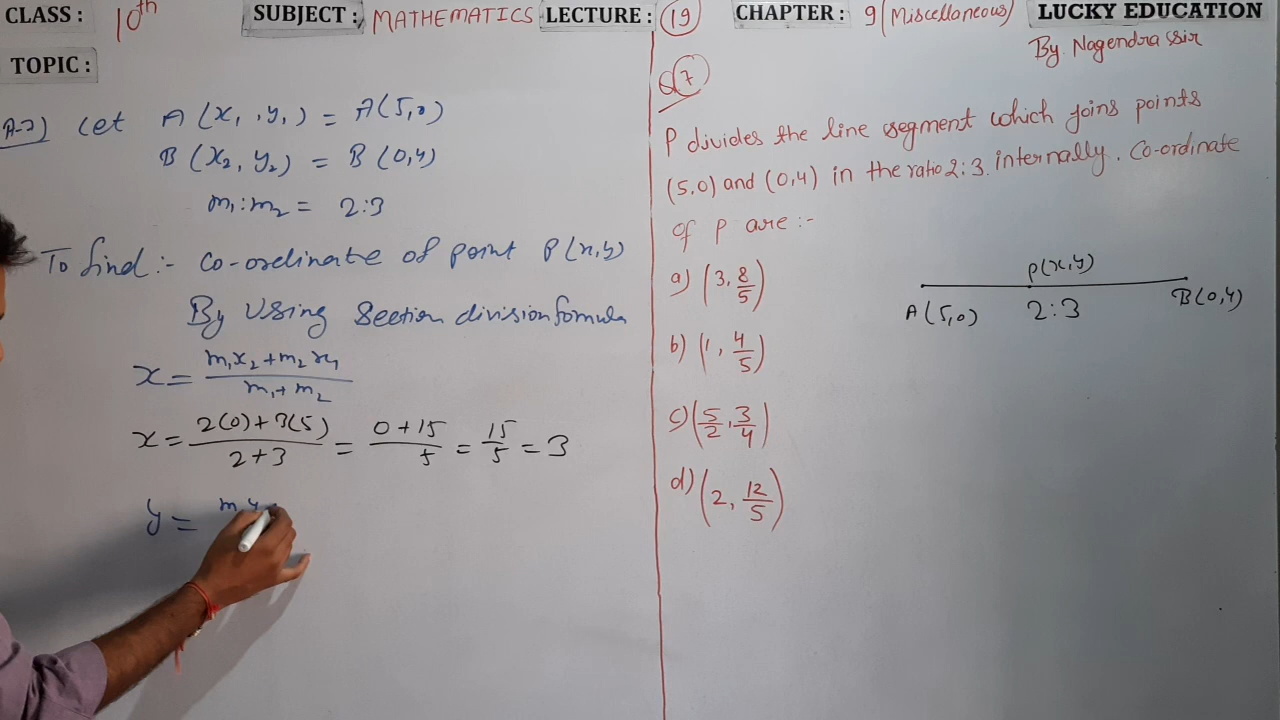 CLASS : 10th SUBJECT : MATHEMATICS LECTURE : 19 CHAPTER : 9 (Miscellaneous) LUCKY EDUCATION
By. Nagendra Sir
TOPIC :
A-7) Let A(x₁, y₁) = A(5,0)
B(x₂, y₂) = B(0,4)
m₁:m₂ = 2:3
To find :- Co-ordinate of point P(x,y)
By Using Section division formula
x = (m₁x₂+m₂x₁)/(m₁+m₂)
x = (2(0)+3(5))/(2+3) = (0+15)/5 = 15/5 = 3
y = m y
Q7
P divides the line segment which joins points
(5,0) and (0,4) in the ratio 2:3. internally. Co-ordinate
of P are :-
a) (3, 8/5)
b) (1, 4/5)
c) (5/2, 3/4)
d) (2, 12/5)
P(x,y)
A(5,0) 2:3 B(0,4)